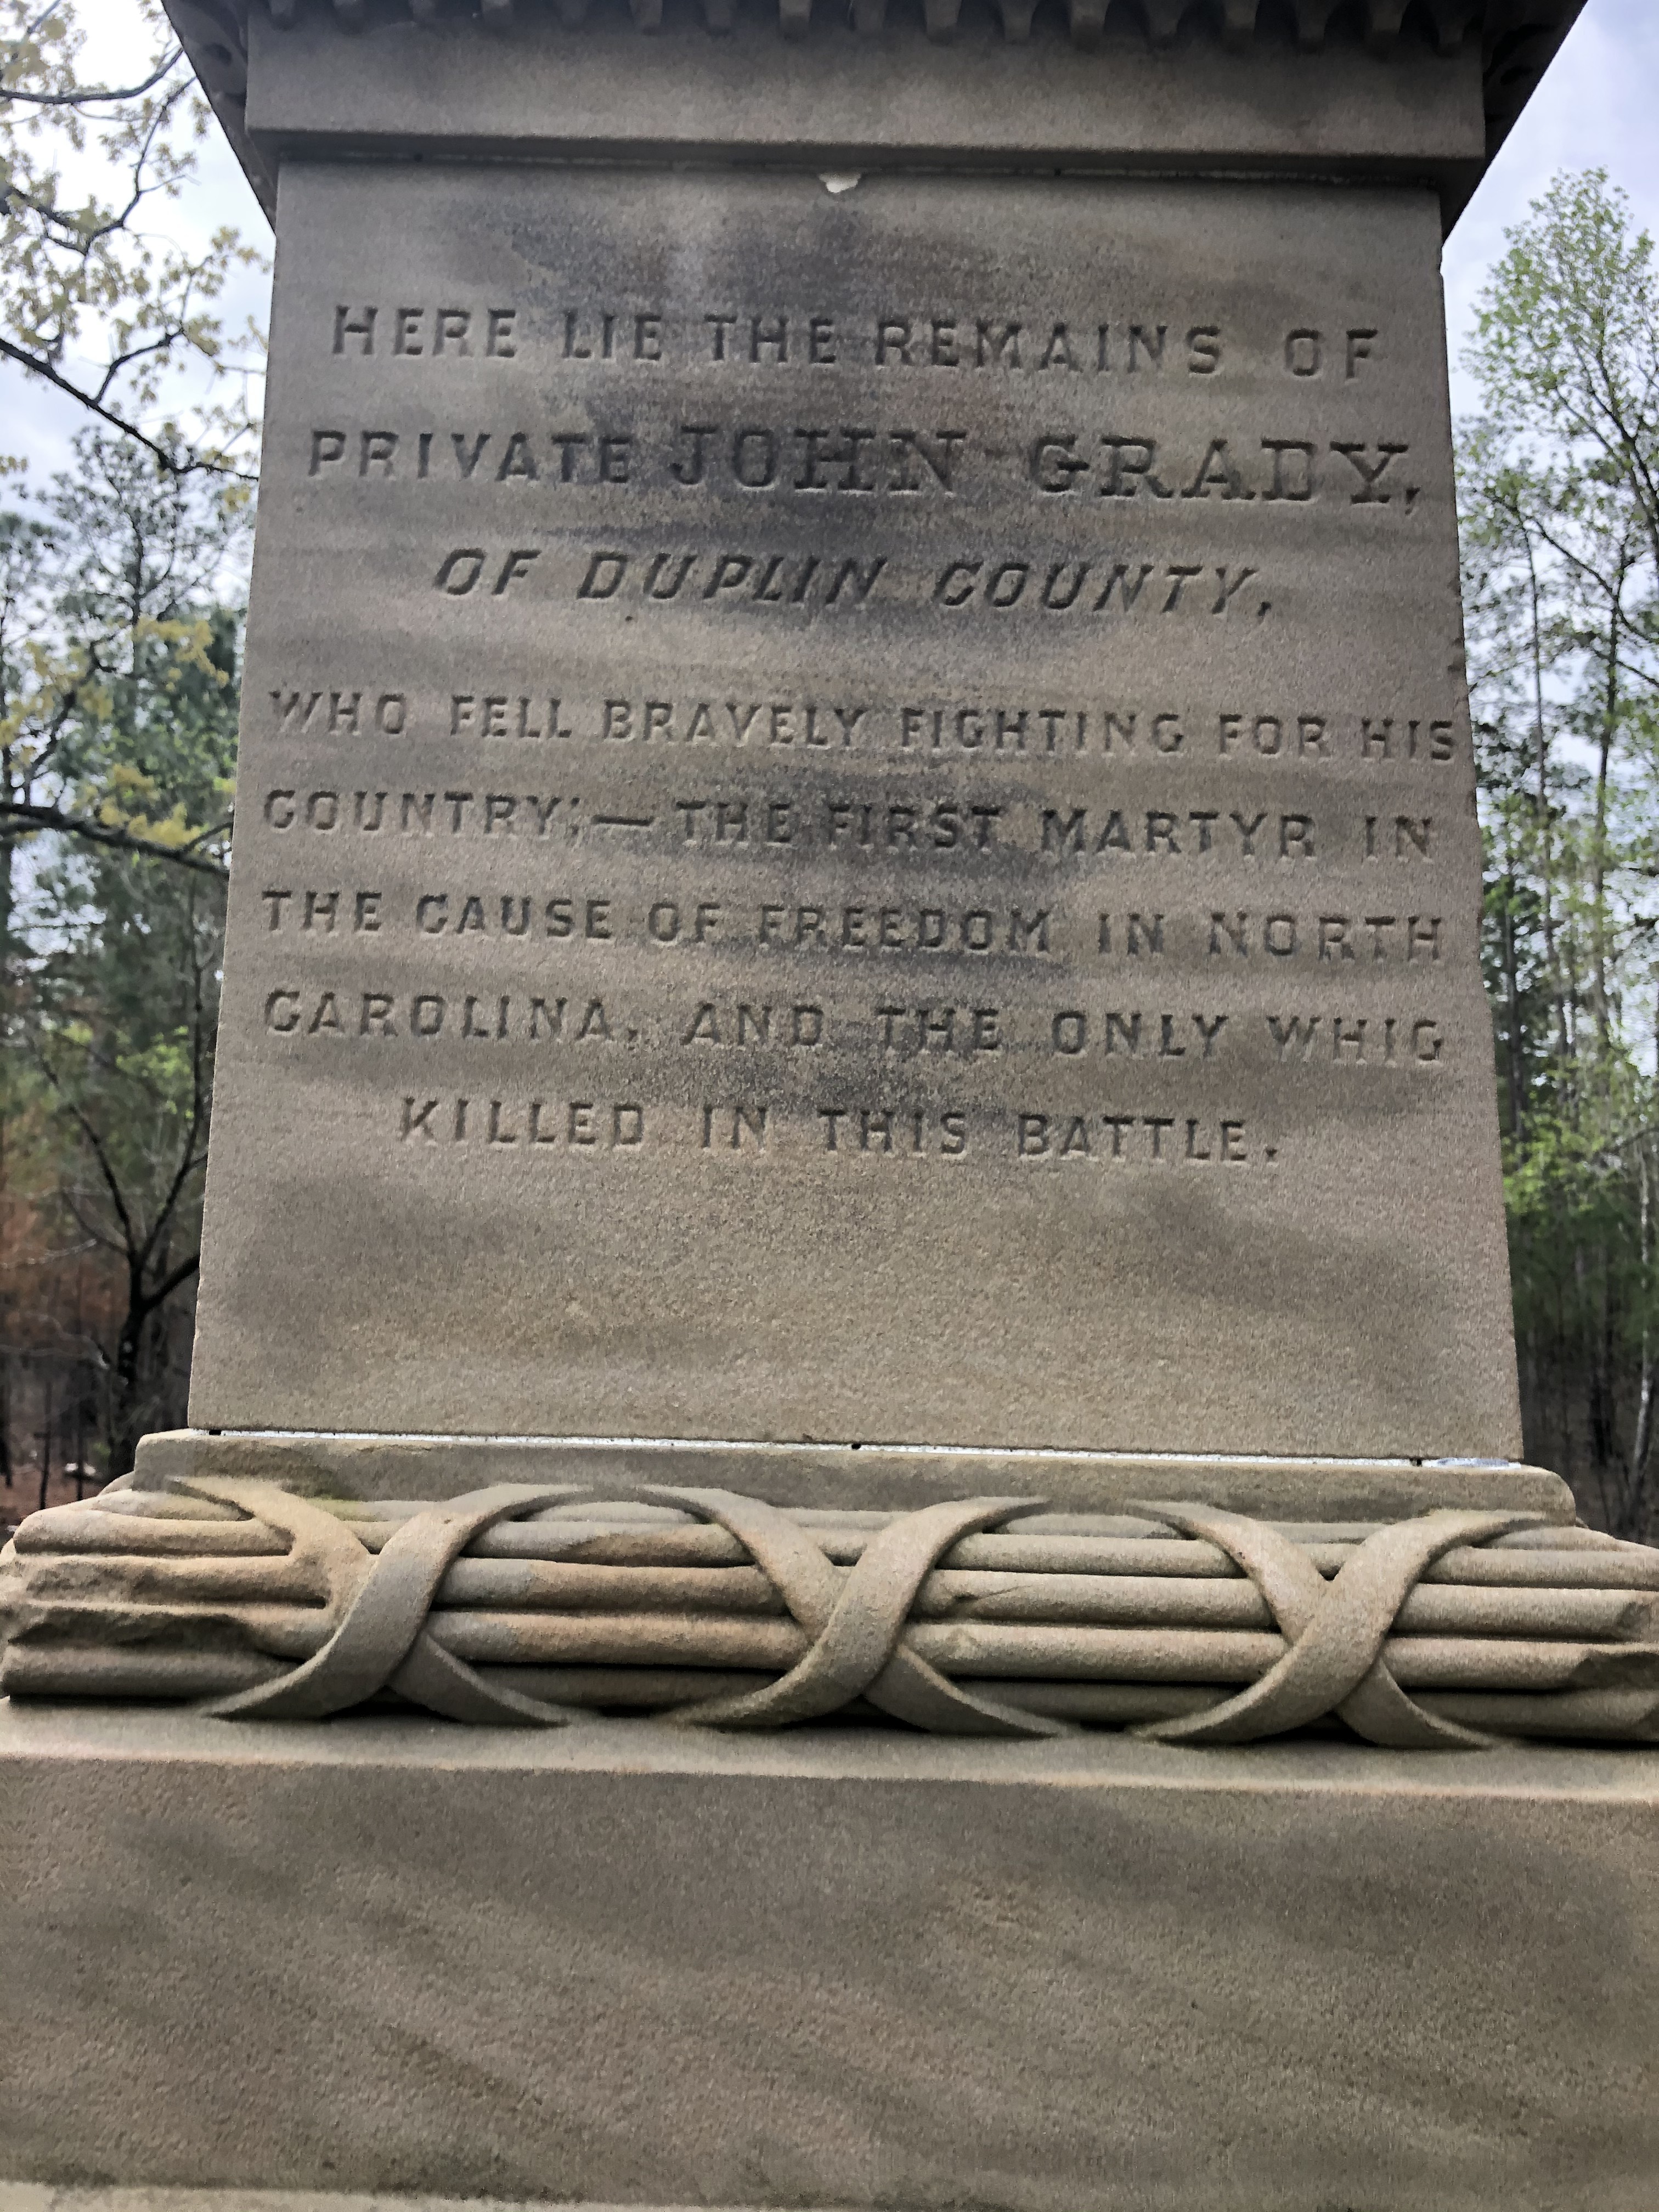 HERE LIE THE REMAINS OF
PRIVATE JOHN GRADY,
OF DUPLIN COUNTY,
WHO FELL BRAVELY FIGHTING FOR HIS
COUNTRY;— THE FIRST MARTYR IN
THE CAUSE OF FREEDOM IN NORTH
CAROLINA, AND THE ONLY WHIG
KILLED IN THIS BATTLE.